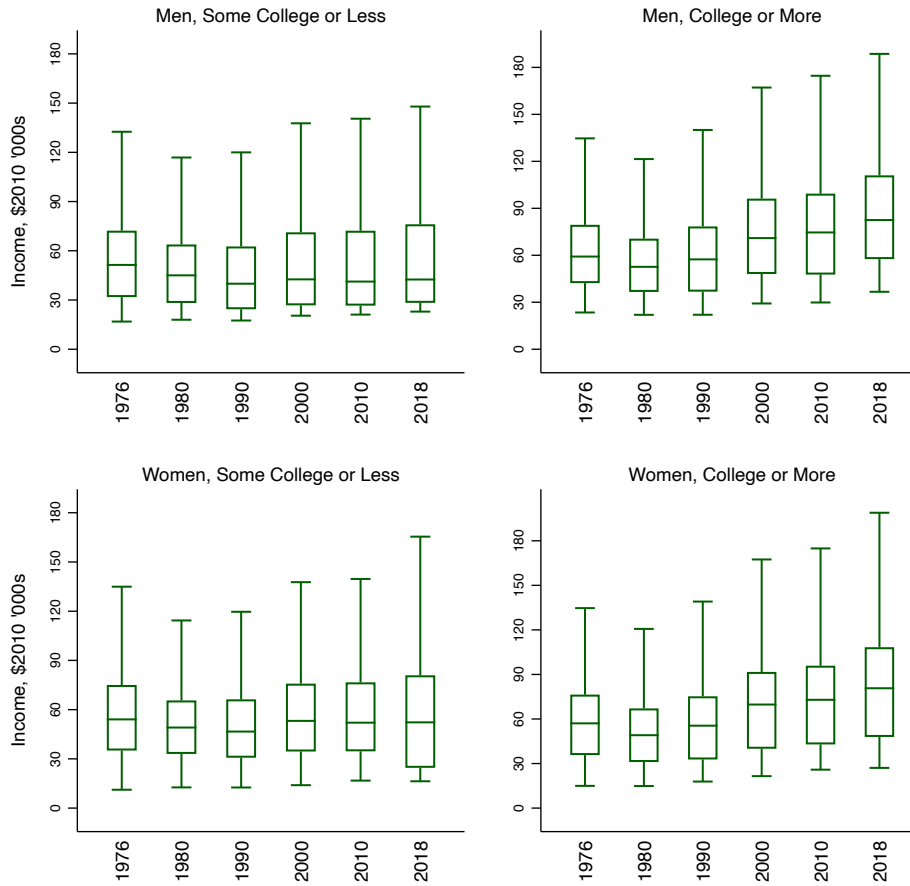 Men, Some College or Less
Income, $2010 '000s
180
150
120
90
60
30
0
1976 1980 1990 2000 2010 2018
Men, College or More
180
150
120
90
60
30
0
1976 1980 1990 2000 2010 2018
Women, Some College or Less
Income, $2010 '000s
180
150
120
90
60
30
0
1976 1980 1990 2000 2010 2018
Women, College or More
180
150
120
90
60
30
0
1976 1980 1990 2000 2010 2018